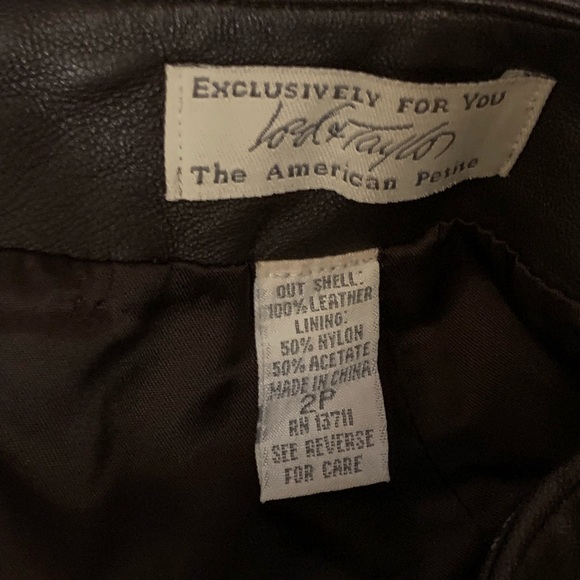 EXCLUSIVELY FOR YOU
Lord & Taylor
The American Petite
OUT SHELL:
100% LEATHER
LINING:
50% NYLON
50% ACETATE
MADE IN CHINA
2P
RN 13711
SEE REVERSE
FOR CARE